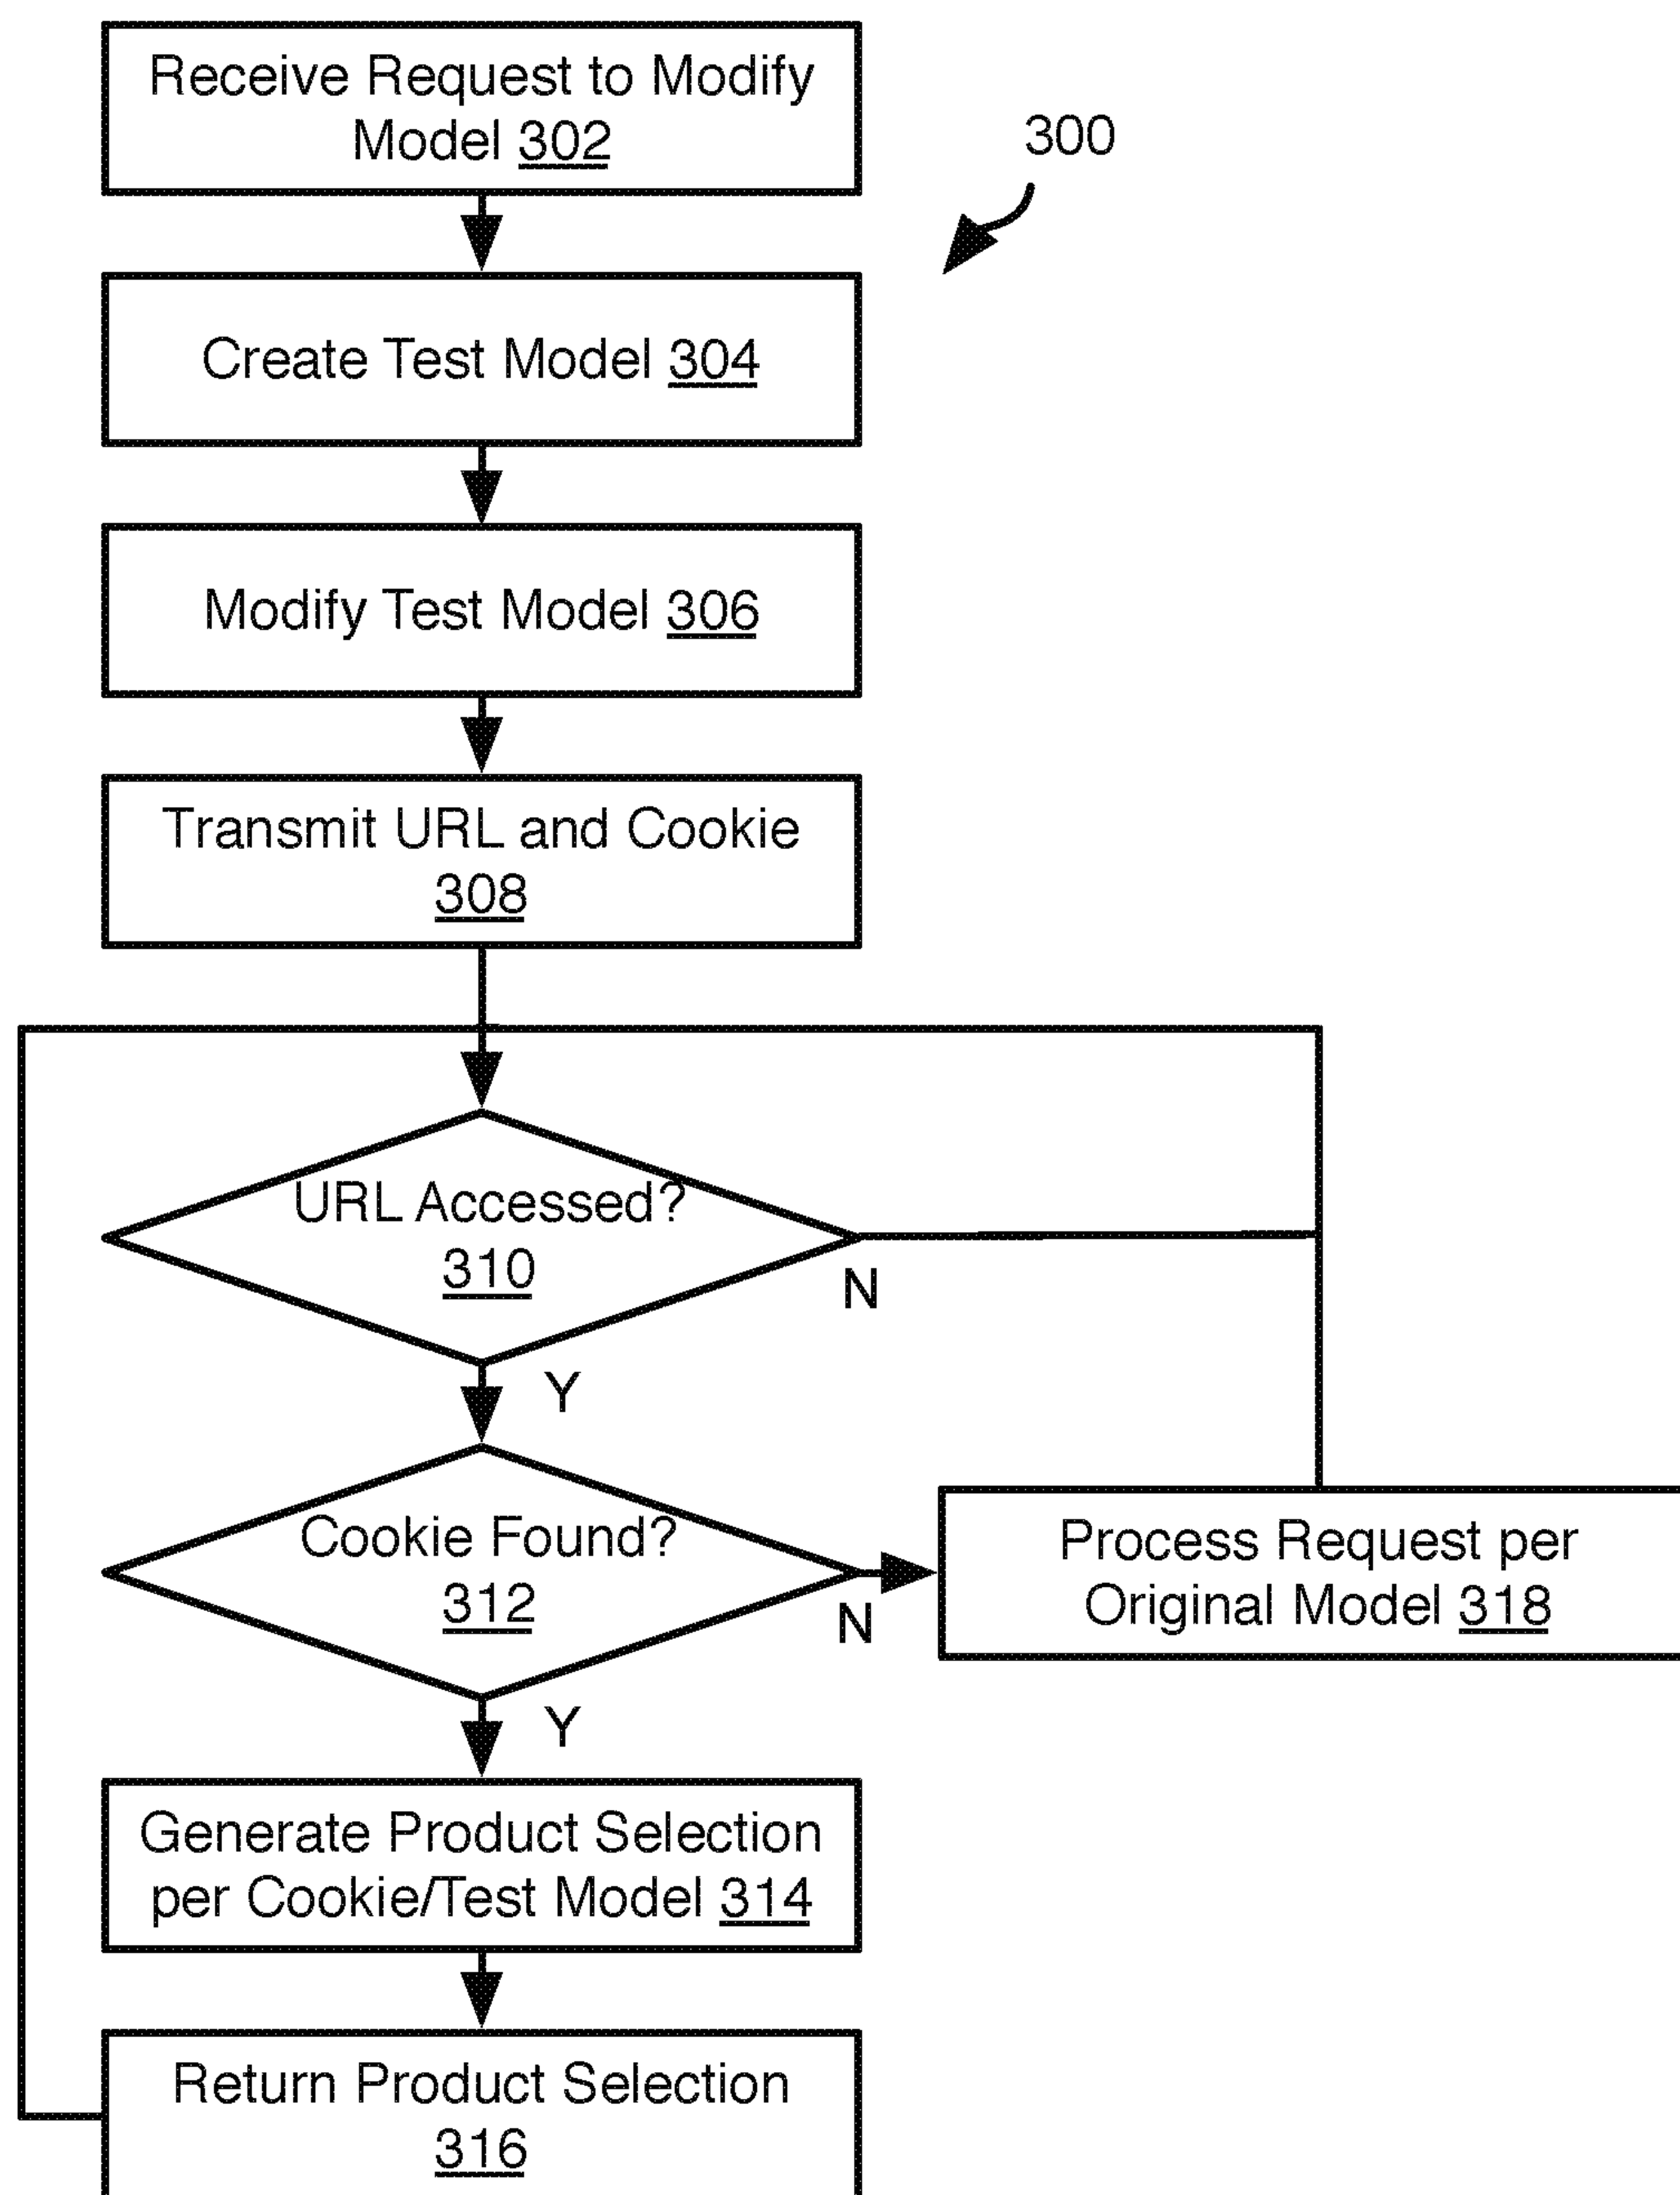 Receive Request to Modify
Model 302
300
Create Test Model 304
Modify Test Model 306
Transmit URL and Cookie
308
URL Accessed?
310
N
Y
Cookie Found?
312
N
Process Request per
Original Model 318
Y
Generate Product Selection
per Cookie/Test Model 314
Return Product Selection
316